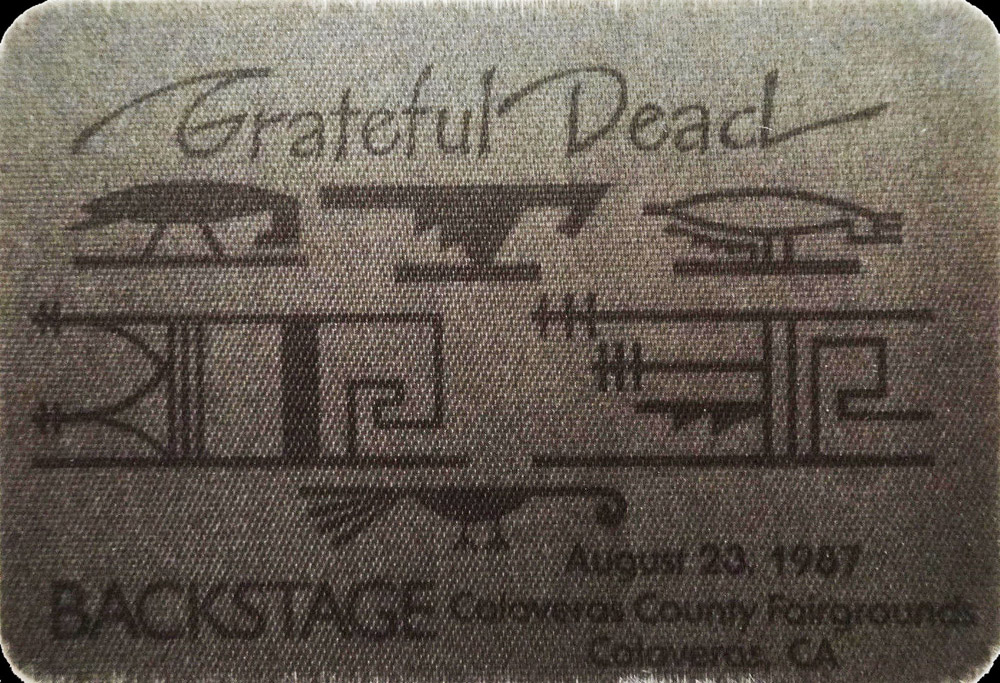 Grateful Dead
August 23, 1987
BACKSTAGE Calaveras County Fairgrounds
Calaveras, CA